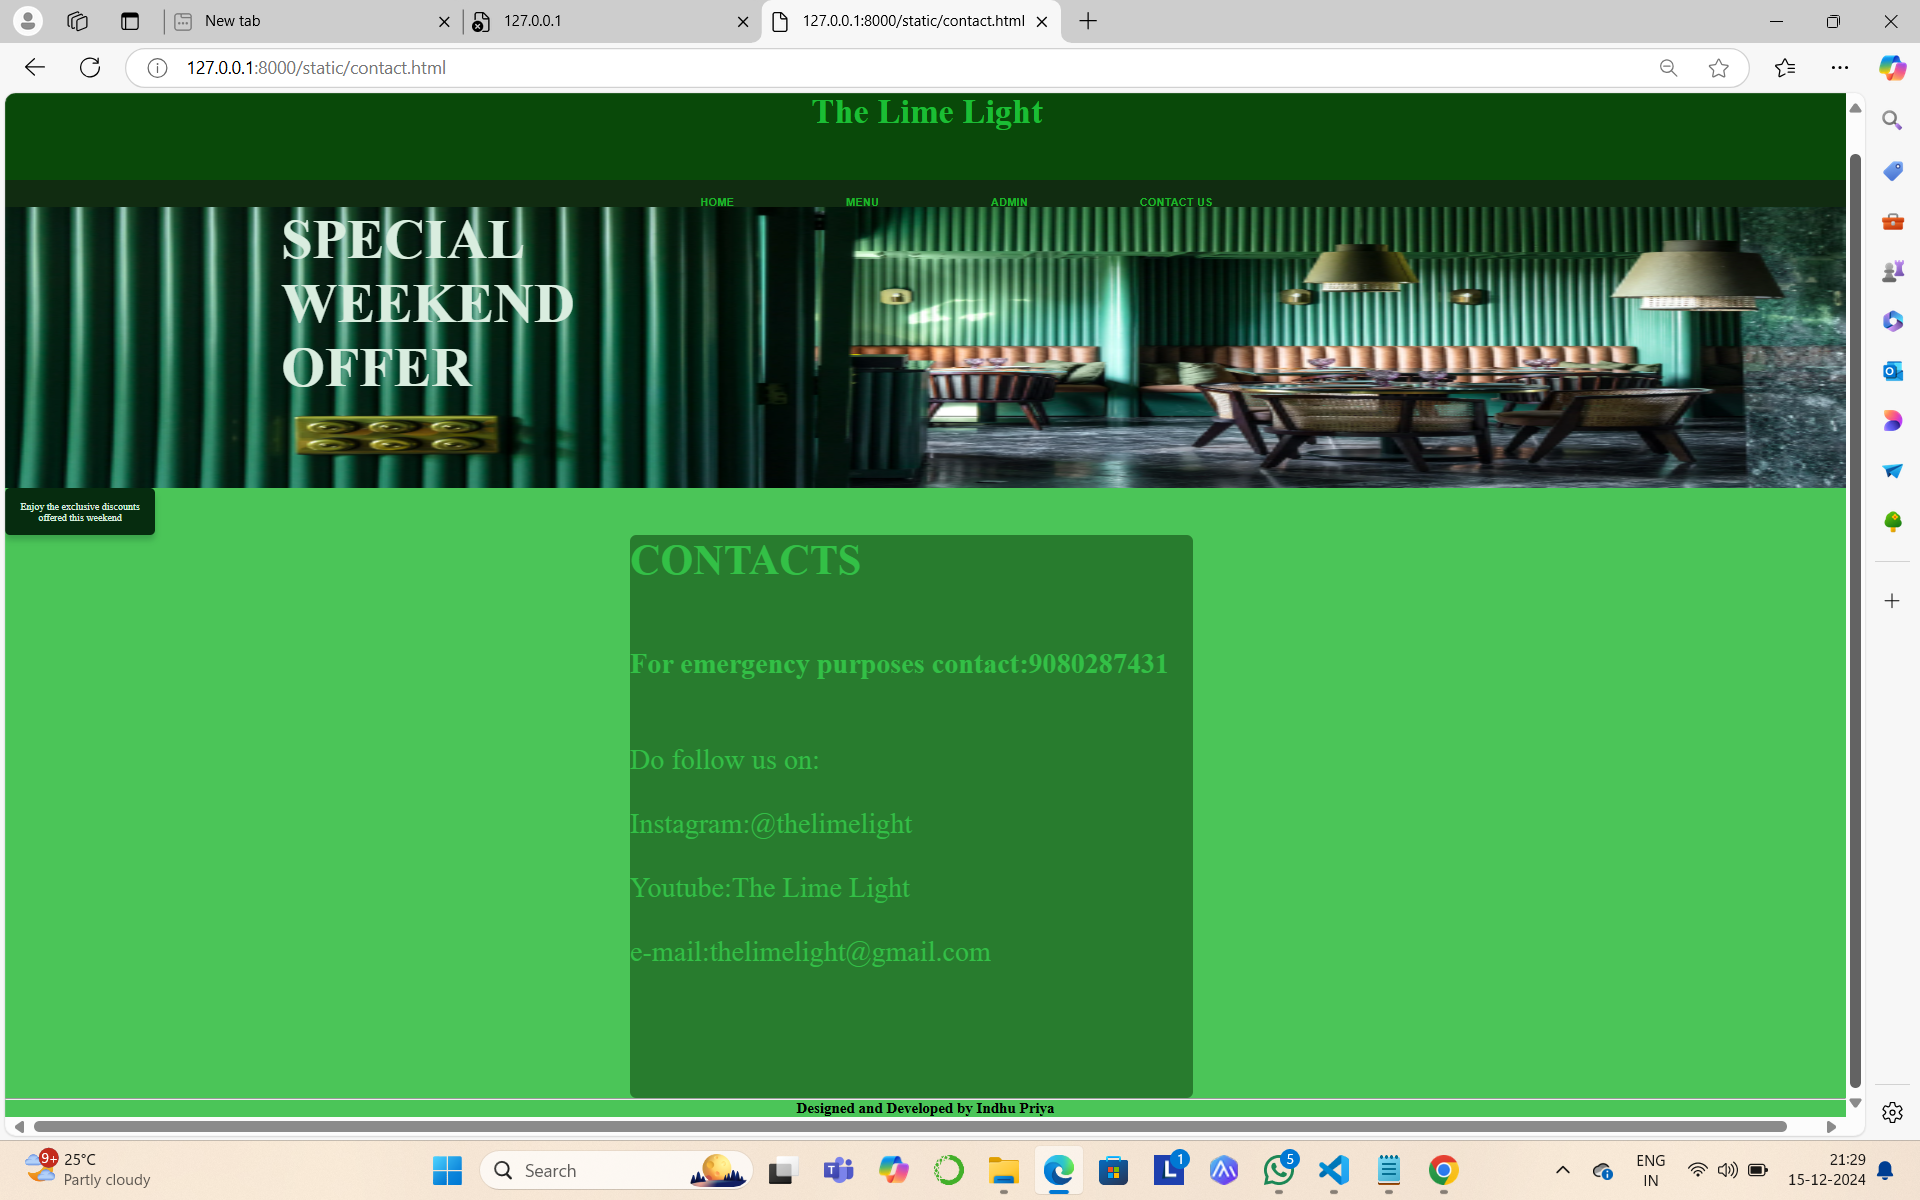 New tab
127.0.0.1
127.0.0.1:8000/static/contact.html
127.0.0.1:8000/static/contact.html
The Lime Light
HOME MENU ADMIN CONTACT US
SPECIAL
WEEKEND
OFFER
Enjoy the exclusive discounts
offered this weekend
CONTACTS
For emergency purposes contact:9080287431
Do follow us on:
Instagram:@thelimelight
Youtube:The Lime Light
e-mail:thelimelight@gmail.com
Designed and Developed by Indhu Priya
9+
25°C
Partly cloudy
Search
1
5
ENG
IN
21:29
15-12-2024